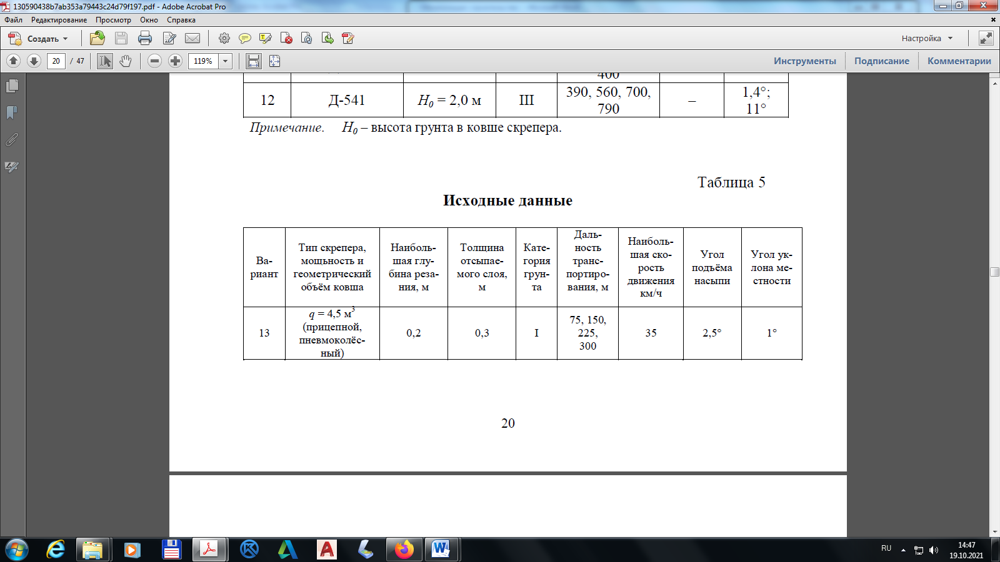 130590438b7ab353a79443c24d79f197.pdf - Adobe Acrobat Pro
Файл Редактирование Просмотр Окно Справка
Создать
Настройка
20 / 47
119%
Инструменты Подписание Комментарии
400
12 Д-541 H0 = 2,0 м III 390, 560, 700, 790 – 1,4°; 11°
Примечание. H0 – высота грунта в ковше скрепера.
Таблица 5
Исходные данные
Ва-
риант
Тип скрепера,
мощьность и
геометрический
объём ковша
Наиболь-
шая глу-
бина реза-
ния, м
Толщина
отсыпае-
мого слоя,
м
Кате-
гория
грун-
та
Даль-
ность
транс-
портиро-
вания, м
Наиболь-
шая ско-
рость
движения
км/ч
Угол
подъёма
насыпи
Угол ук-
лона ме-
стности
13
q = 4,5 м3
(прицепной,
пневмоколёс-
ный)
0,2
0,3
I
75, 150,
225,
300
35
2,5°
1°
20
RU
14:47
19.10.2021